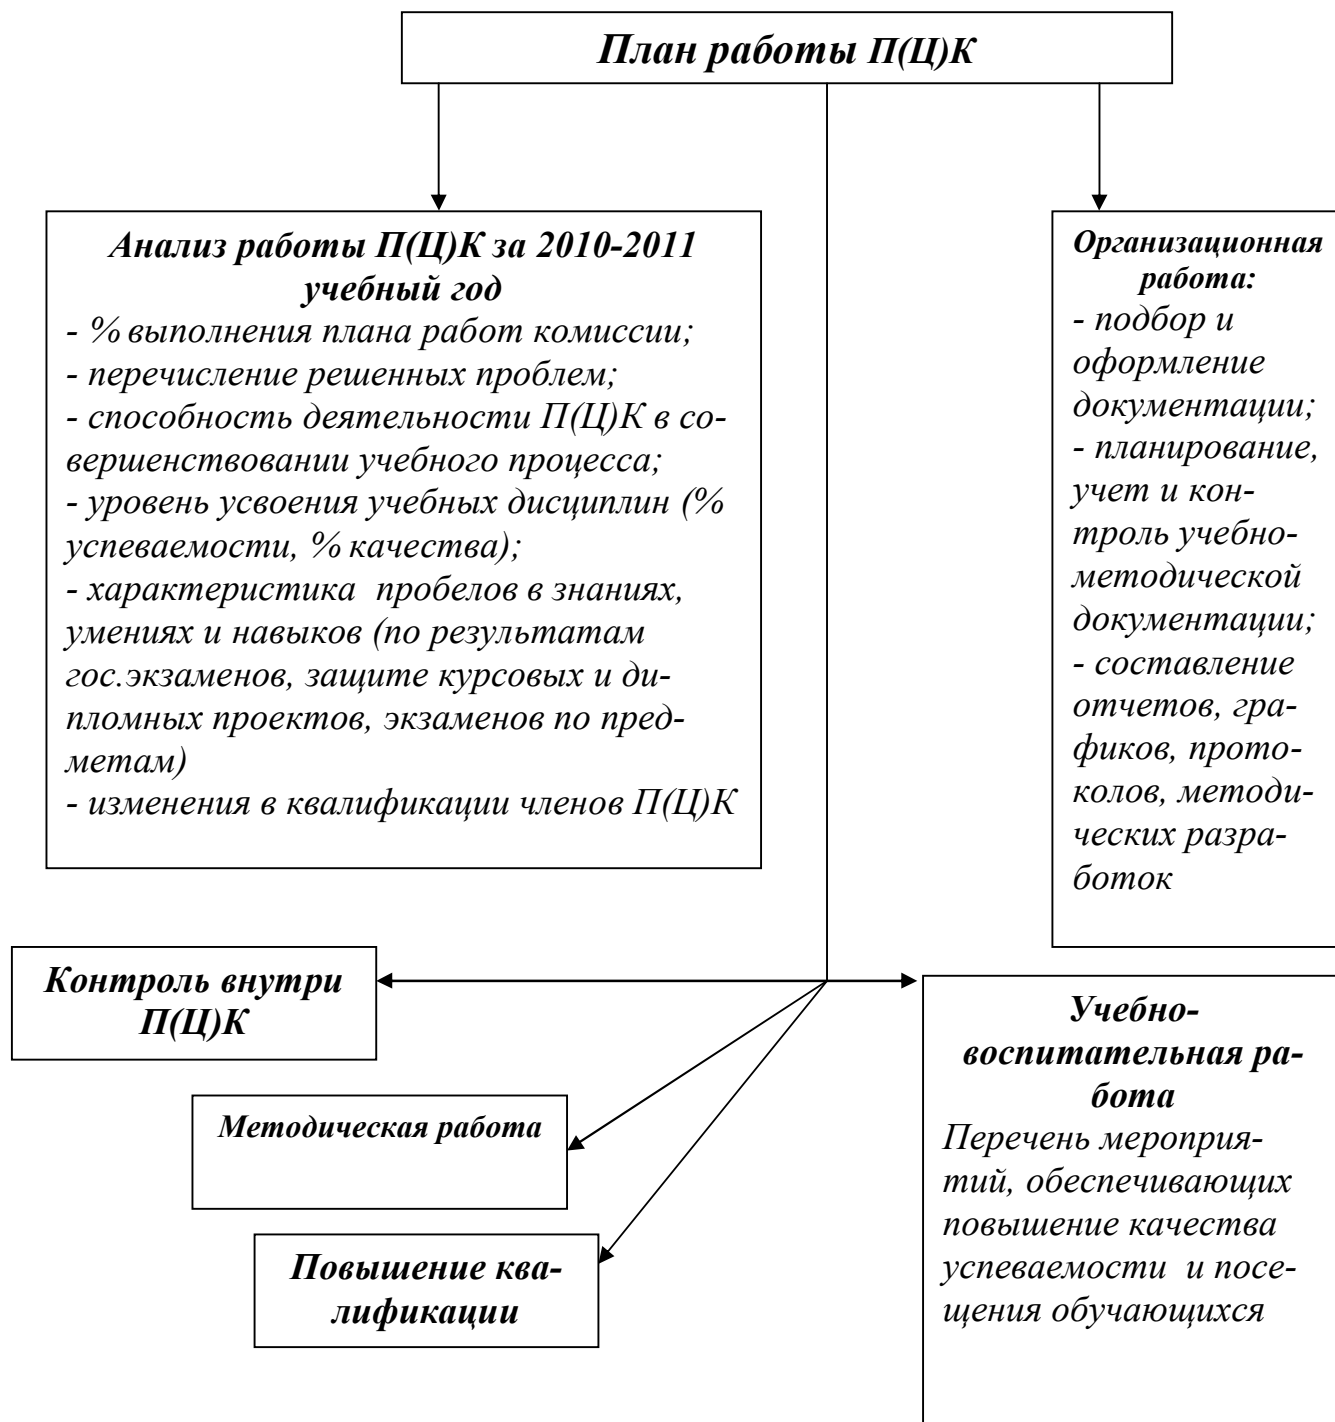 План работы П(Ц)К
Анализ работы П(Ц)К за 2010-2011
учебный год
- % выполнения плана работ комиссии;
- перечисление решенных проблем;
- способность деятельности П(Ц)К в со-
вершенствовании учебного процесса;
- уровень усвоения учебных дисциплин (%
успеваемости, % качества);
- характеристика  пробелов в знаниях,
умениях и навыков (по результатам
гос.экзаменов, защите курсовых и ди-
пломных проектов, экзаменов по пред-
метам)
- изменения в квалификации членов П(Ц)К
Организационная
работа:
- подбор и
оформление
документации;
- планирование,
учет и кон-
троль учебно-
методической
документации;
- составление
отчетов, гра-
фиков, прото-
колов, методи-
ческих разра-
боток
Контроль внутри
П(Ц)К
Методическая работа
Повышение ква-
лификации
Учебно-
воспитательная ра-
бота
Перечень мероприя-
тий, обеспечивающих
повышение качества
успеваемости  и посе-
щения обучающихся